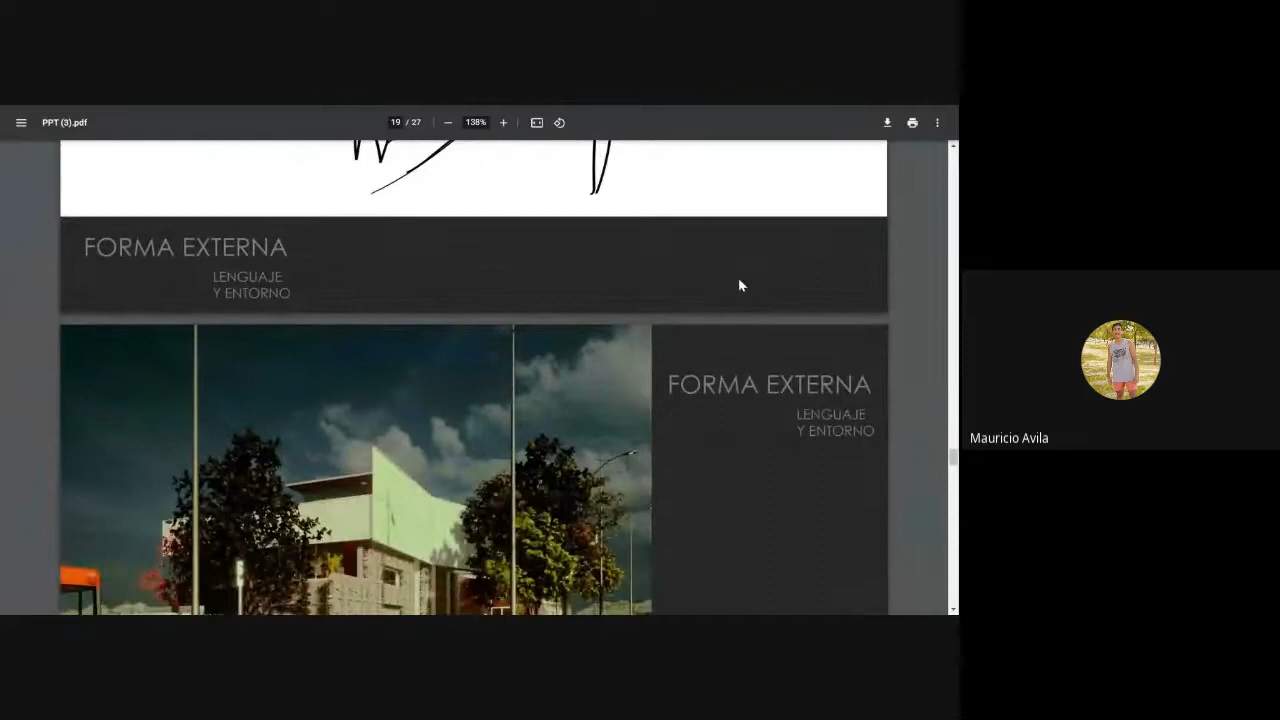 PPT (3).pdf
19 / 27
138%
FORMA EXTERNA
LENGUAJE
Y ENTORNO
FORMA EXTERNA
LENGUAJE
Y ENTORNO
Mauricio Avila